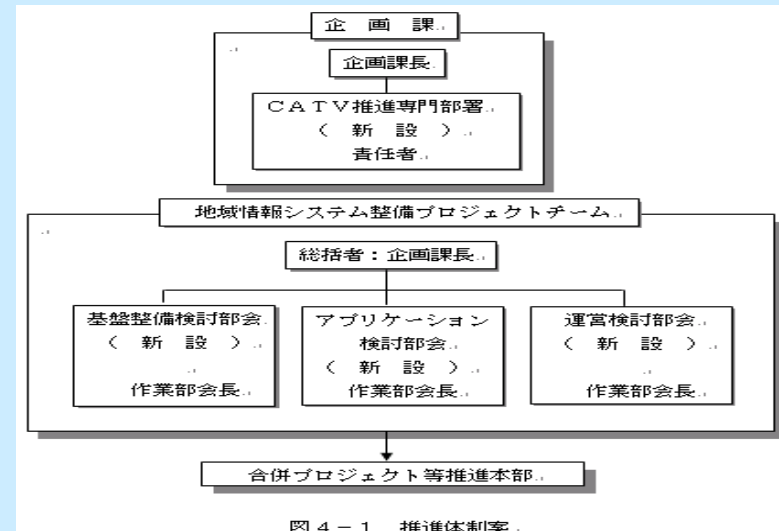 企　画　課
企画課長
ＣＡＴＶ推進専門部署
（　新　設　）
責任者
地域情報システム整備プロジェクトチーム
総括者：企画課長
基盤整備検討部会
（　新　設　）
作業部会長
アプリケーション
検討部会
（　新　設　）
作業部会長
運営検討部会
（　新　設　）
作業部会長
合併プロジェクト等推進本部
図４－１　推進体制案